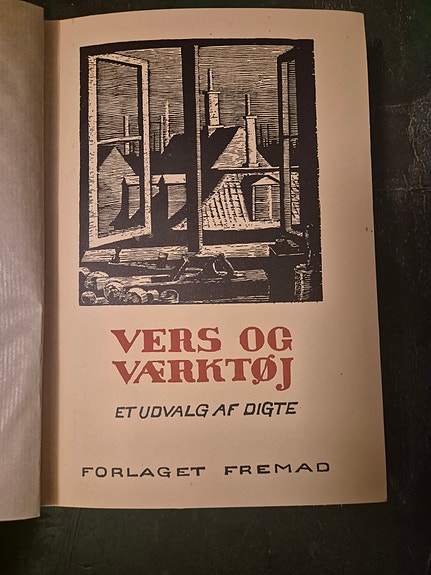 VERS OG
VÆRKTØJ
ET UDVALG AF DIGTE
FORLAGET FREMAD